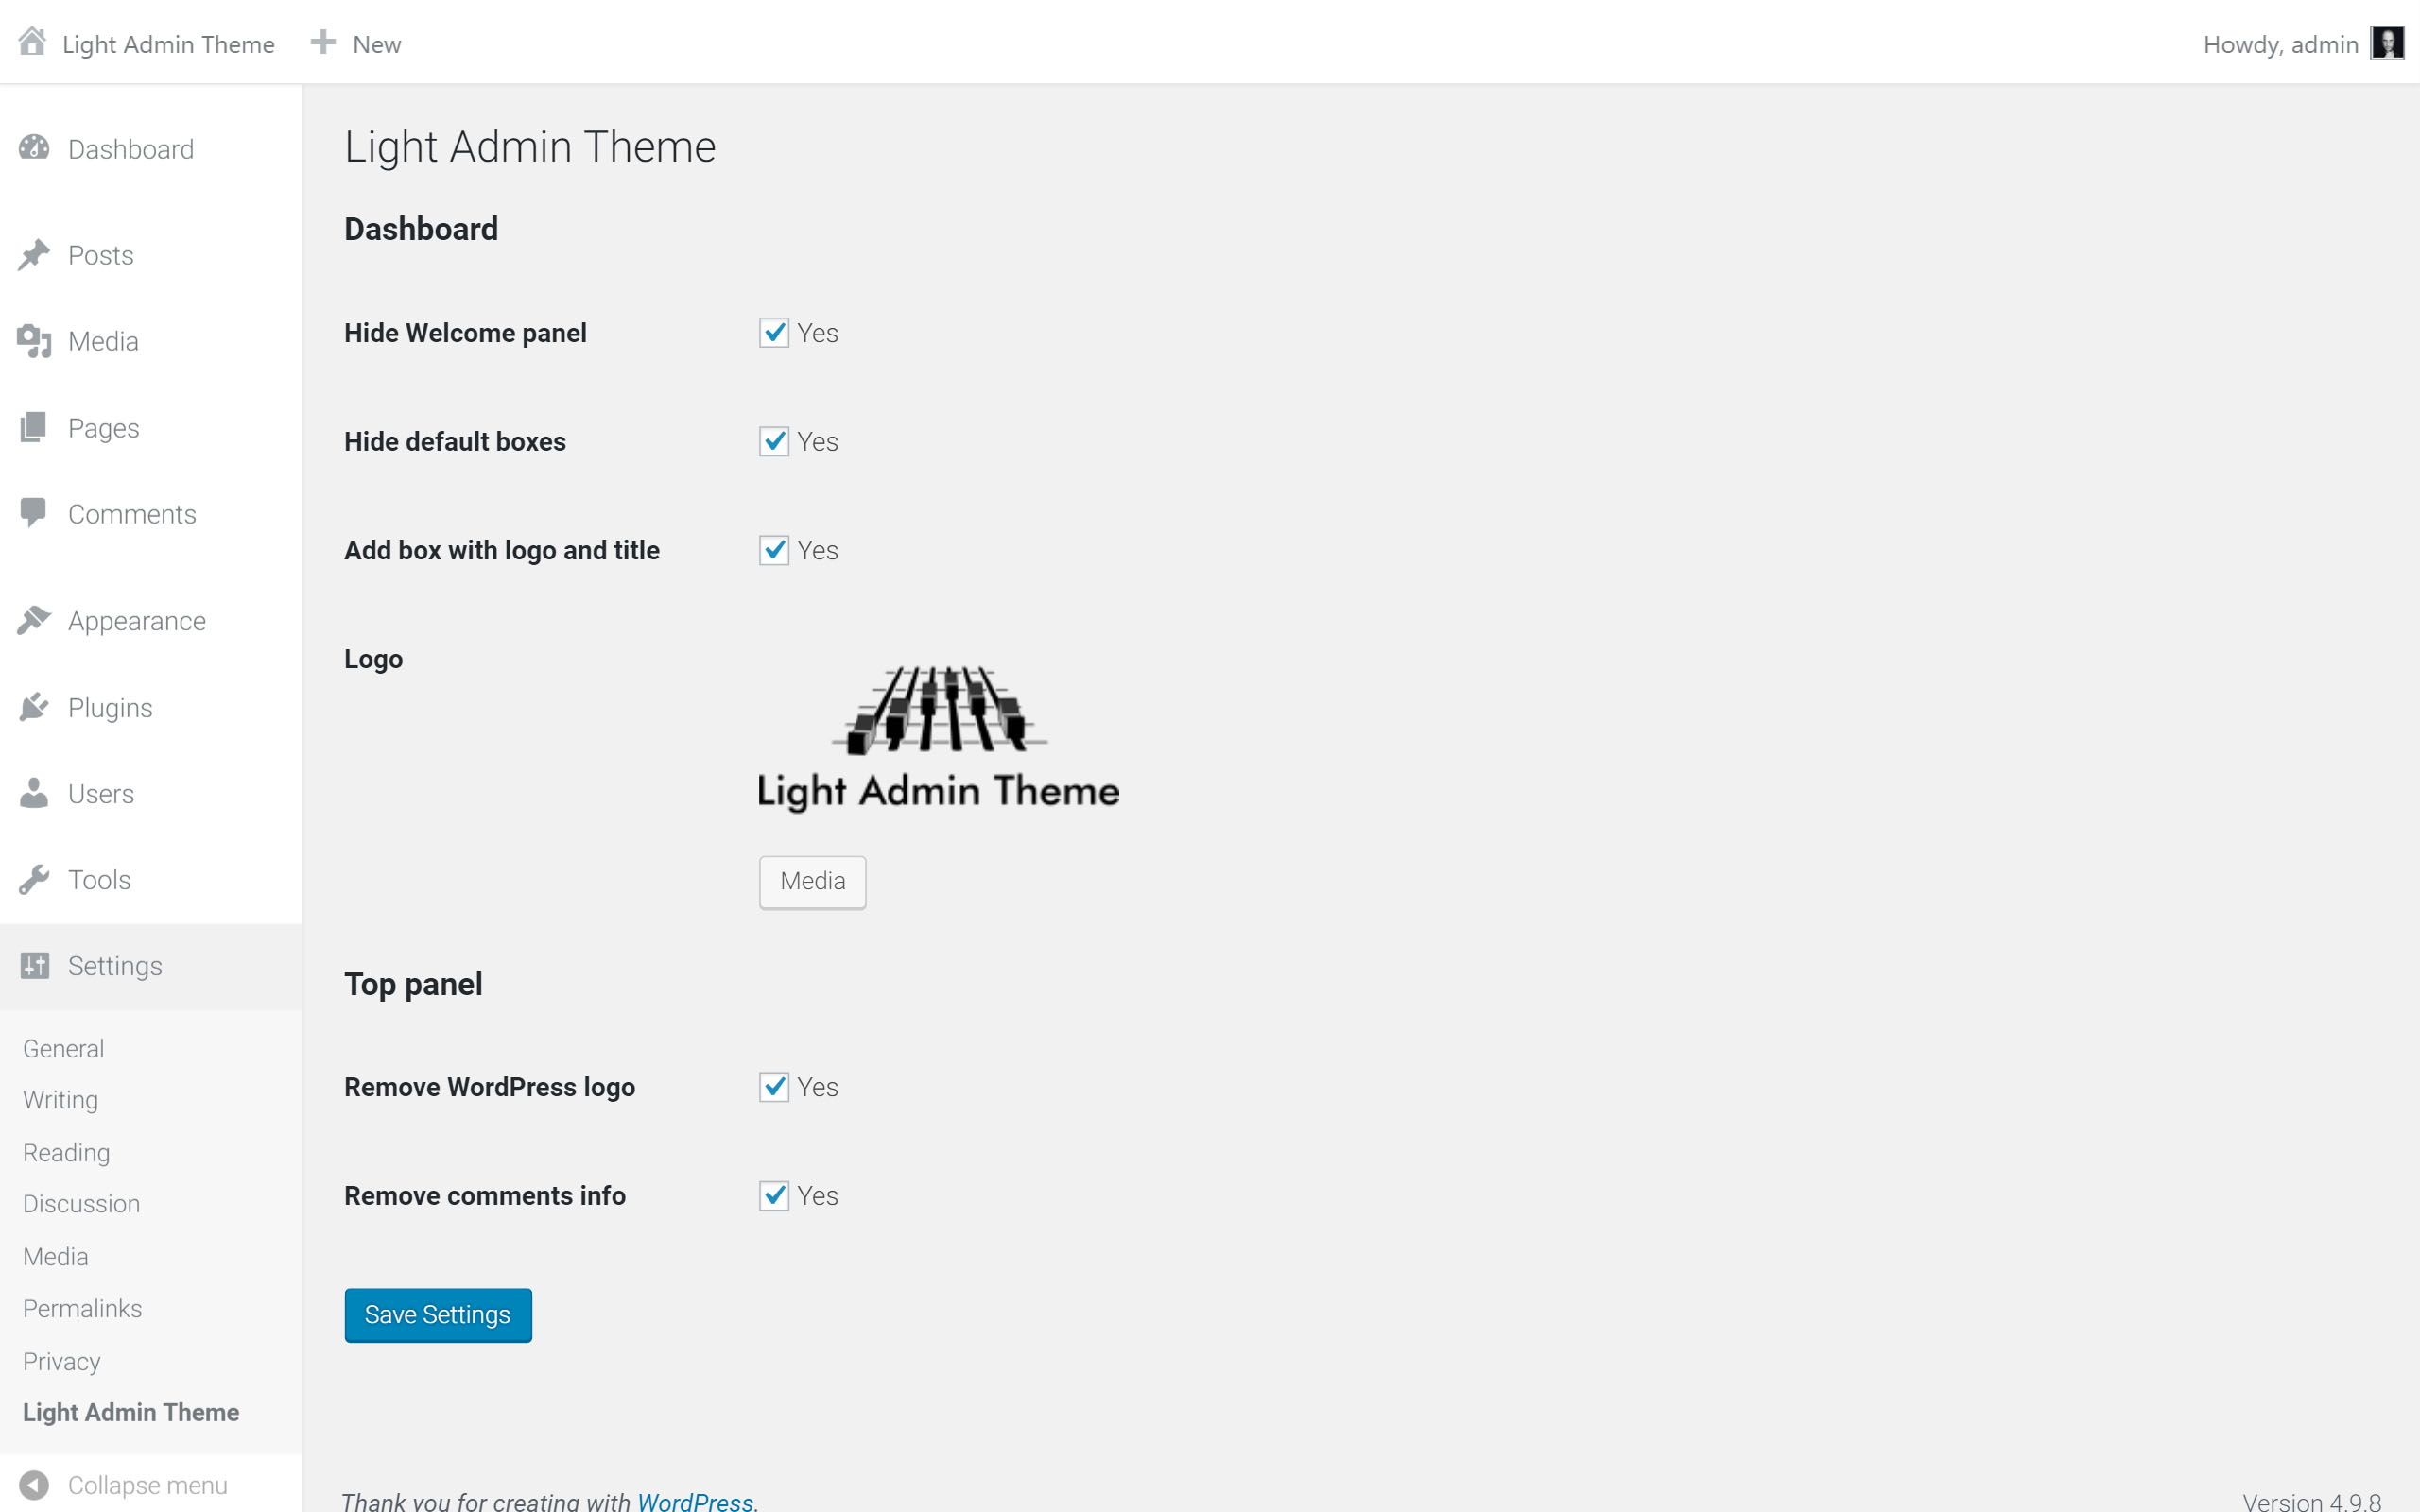 Light Admin Theme
New
Howdy, admin
Dashboard
Posts
Media
Pages
Comments
Appearance
Plugins
Users
Tools
Settings
General
Writing
Reading
Discussion
Media
Permalinks
Privacy
Light Admin Theme
Collapse menu
Light Admin Theme
Dashboard
Hide Welcome panel
Yes
Hide default boxes
Yes
Add box with logo and title
Yes
Logo
Light Admin Theme
Media
Top panel
Remove WordPress logo
Yes
Remove comments info
Yes
Save Settings
Thank you for creating with WordPress.
Version 4.9.8